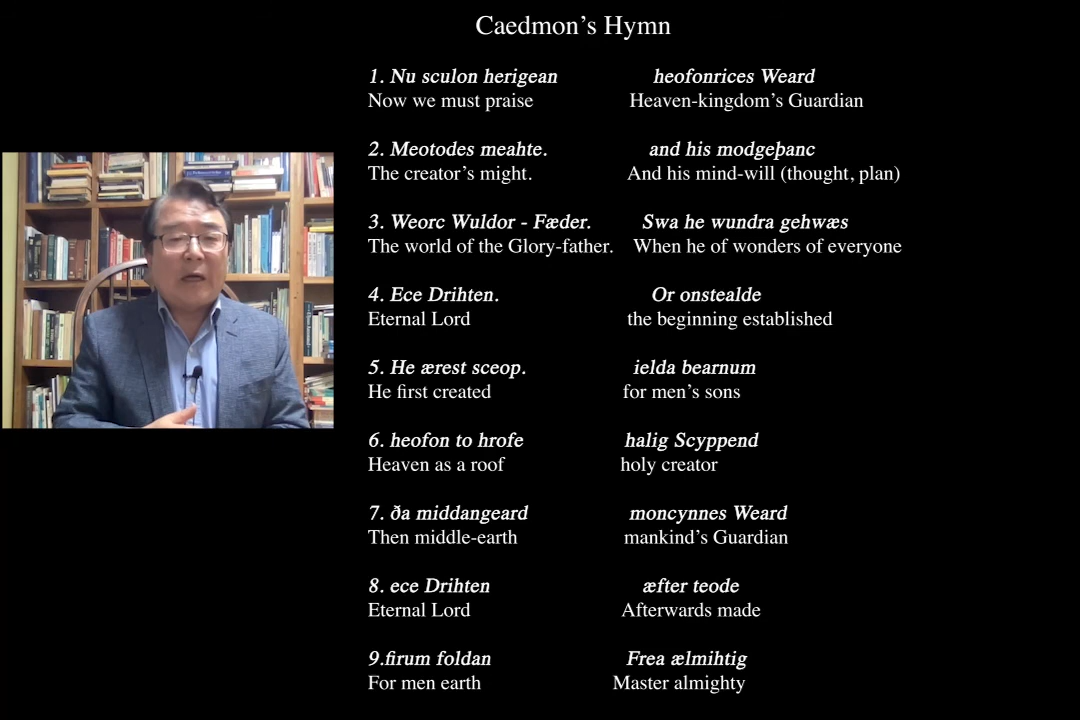 Caedmon's Hymn
1. Nu sculon herigean heofonrices Weard
Now we must praise Heaven-kingdom's Guardian
2. Meotodes meahte. and his modgeþanc
The creator's might. And his mind-will (thought, plan)
3. Weorc Wuldor - Fæder. Swa he wundra gehwæs
The world of the Glory-father. When he of wonders of everyone
4. Ece Drihten. Or onstealde
Eternal Lord the beginning established
5. He ærest sceop. ielda bearnum
He first created for men's sons
6. heofon to hrofe halig Scyppend
Heaven as a roof holy creator
7. ða middangeard moncynnes Weard
Then middle-earth mankind's Guardian
8. ece Drihten æfter teode
Eternal Lord Afterwards made
9.firum foldan Frea ælmihtig
For men earth Master almighty